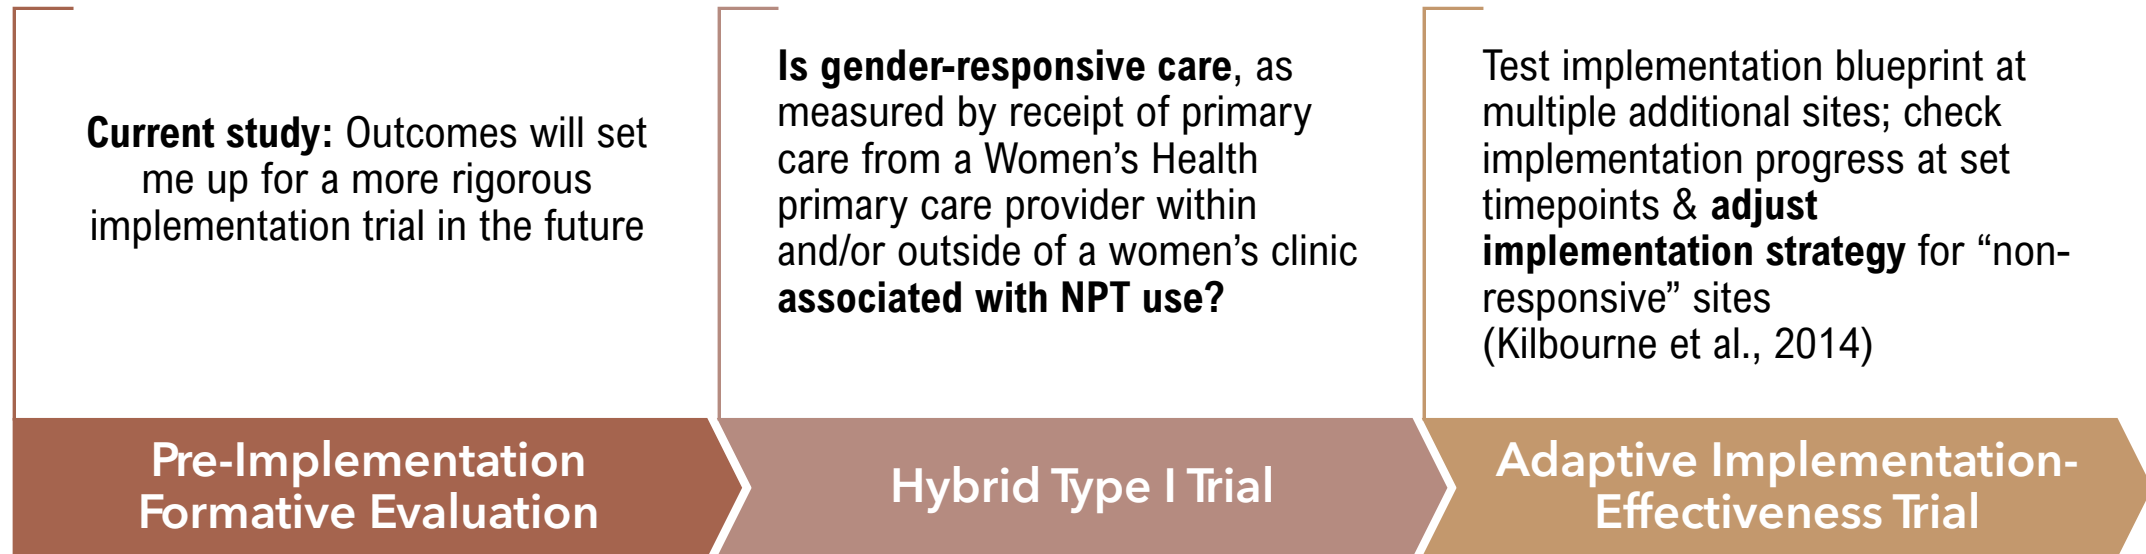 Current study: Outcomes will set
me up for a more rigorous
implementation trial in the future
Pre-Implementation
Formative Evaluation
Is gender-responsive care, as
measured by receipt of primary
care from a Women's Health
primary care provider within
and/or outside of a women's clinic
associated with NPT use?
Hybrid Type I Trial
Test implementation blueprint at
multiple additional sites; check
implementation progress at set
timepoints & adjust
implementation strategy for “non-
responsive” sites
(Kilbourne et al., 2014)
Adaptive Implementation-
Effectiveness Trial